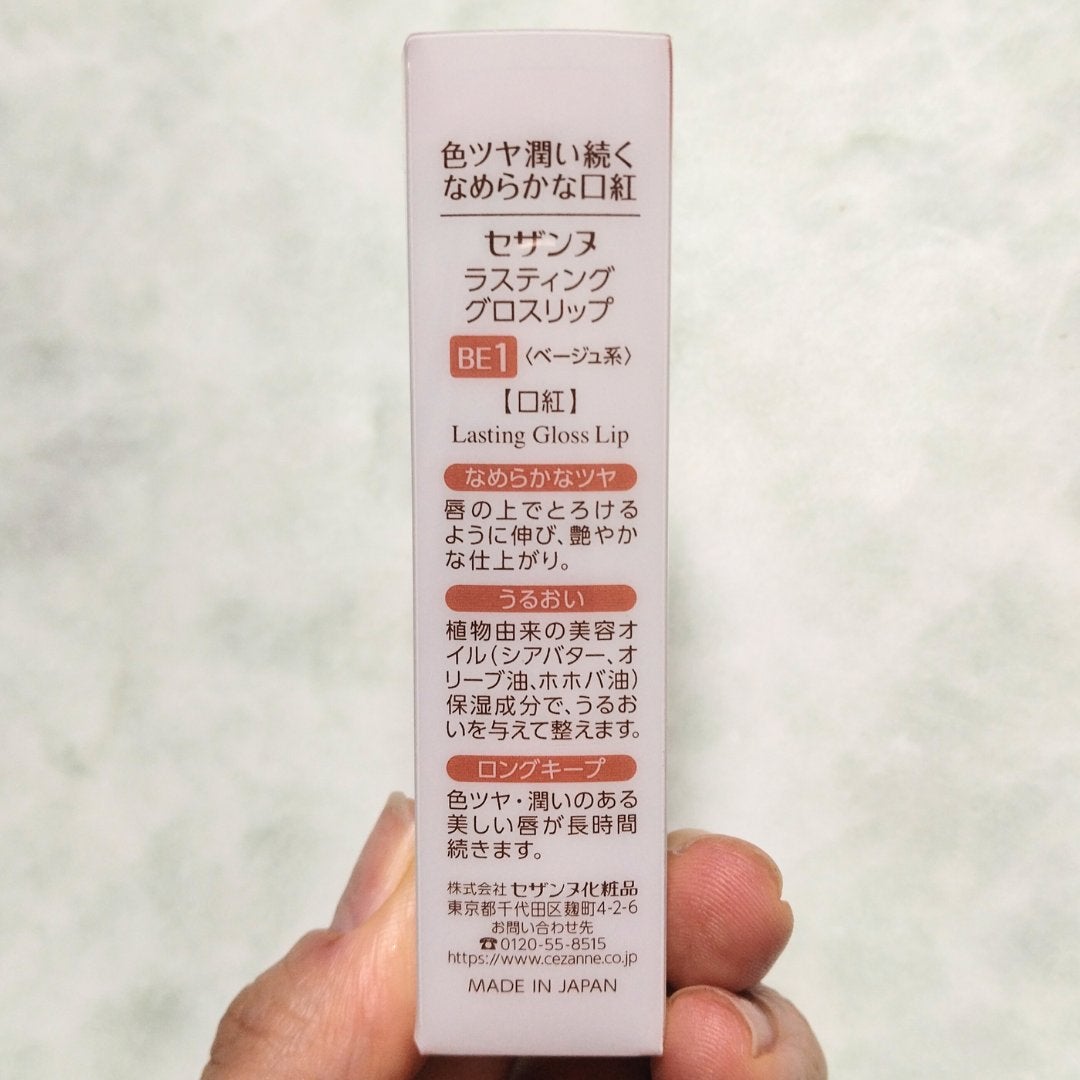 色ツヤ潤い続く
なめらかな口紅
セザンヌ
ラスティング
グロスリップ
BE1 〈ベージュ系〉
【口紅】
Lasting Gloss Lip
なめらかなツヤ
唇の上でとろける
ように伸び、艶やか
な仕上がり。
うるおい
植物由来の美容オ
イル(シアバター、オ
リーブ油、ホホバ油)
保湿成分で、うるお
いを与えて整えます。
ロングキープ
色ツヤ・潤いのある
美しい唇が長時間
続きます。
株式会社 セザンヌ化粧品
東京都千代田区麹町4-2-6
お問い合わせ先
☎0120-55-8515
https://www.cezanne.co.jp
MADE IN JAPAN